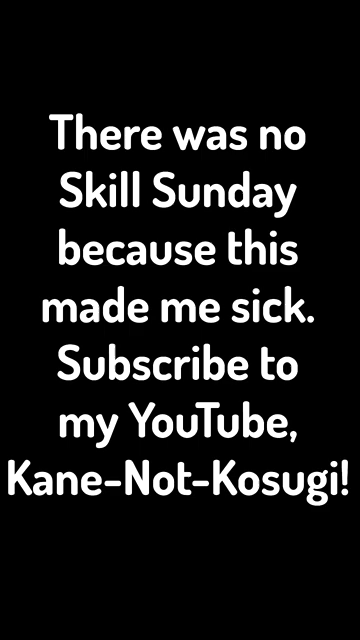 There was no
Skill Sunday
because this
made me sick.
Subscribe to
my YouTube,
Kane-Not-Kosugi!